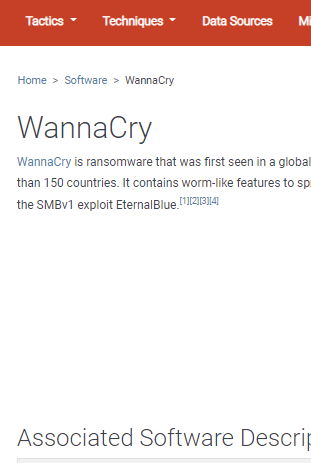 Tactics Techniques Data Sources Mi
Home > Software > WannaCry
WannaCry
WannaCry is ransomware that was first seen in a global
than 150 countries. It contains worm-like features to spr
the SMBv1 exploit EternalBlue.[1][2][3][4]
Associated Software Descrip